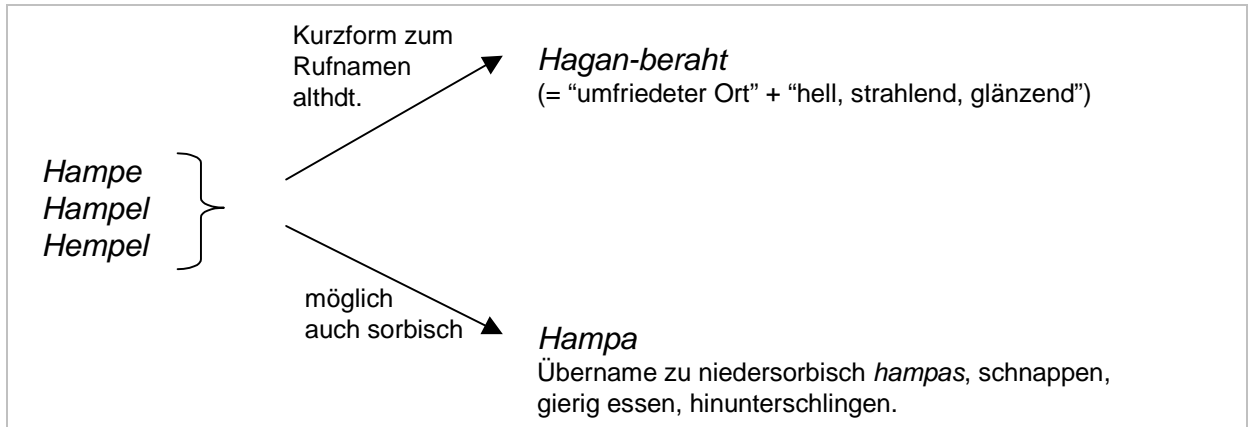 Kurzform zum
Rufnamen
althdt.
Hagan-beraht
(= “umfriedeter Ort” + “hell, strahlend, glänzend”)
Hampe
Hampel
Hempel
möglich
auch sorbisch
Hampa
Übername zu niedersorbisch hampas, schnappen,
gierig essen, hinunterschlingen.